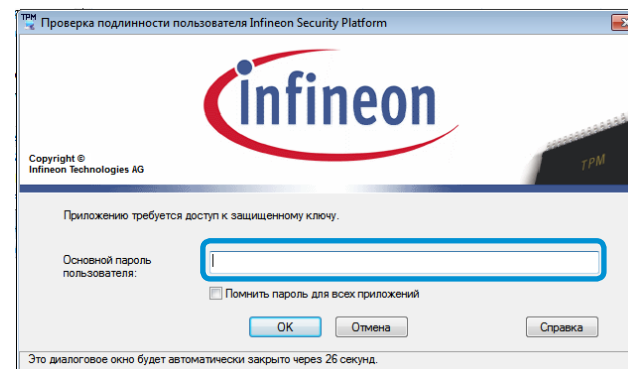 TPM Проверка подлинности пользователя Infineon Security Platform
infineon
Copyright ©
Infineon Technologies AG
TPM
Приложению требуется доступ к защищенному ключу.
Основной пароль
пользователя:
Помнить пароль для всех приложений
OK Отмена Справка
Это диалоговое окно будет автоматически закрыто через 26 секунд.